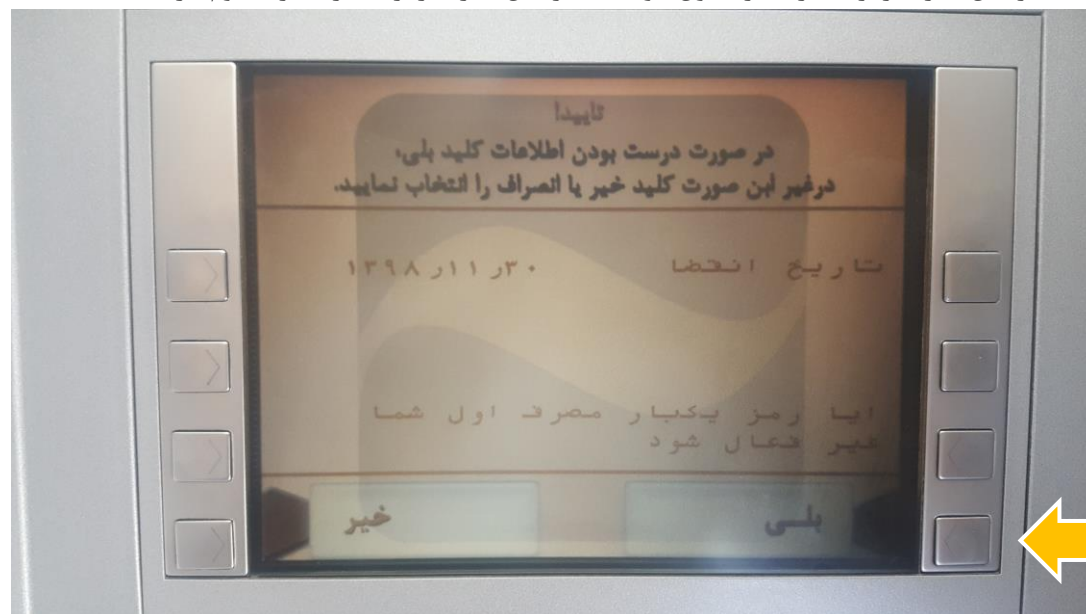 تاییدا
در صورت درست بودن اطلاعات کلید بلی،
درغیر این صورت کلید خیر یا انصراف را انتخاب نمایید.
تاریخ انقضا ۳۰ر۱۱ر۱۳۹۸
ایا رمز یکبار مصرف اول شما
غیر فعال شود
بلی
خیر